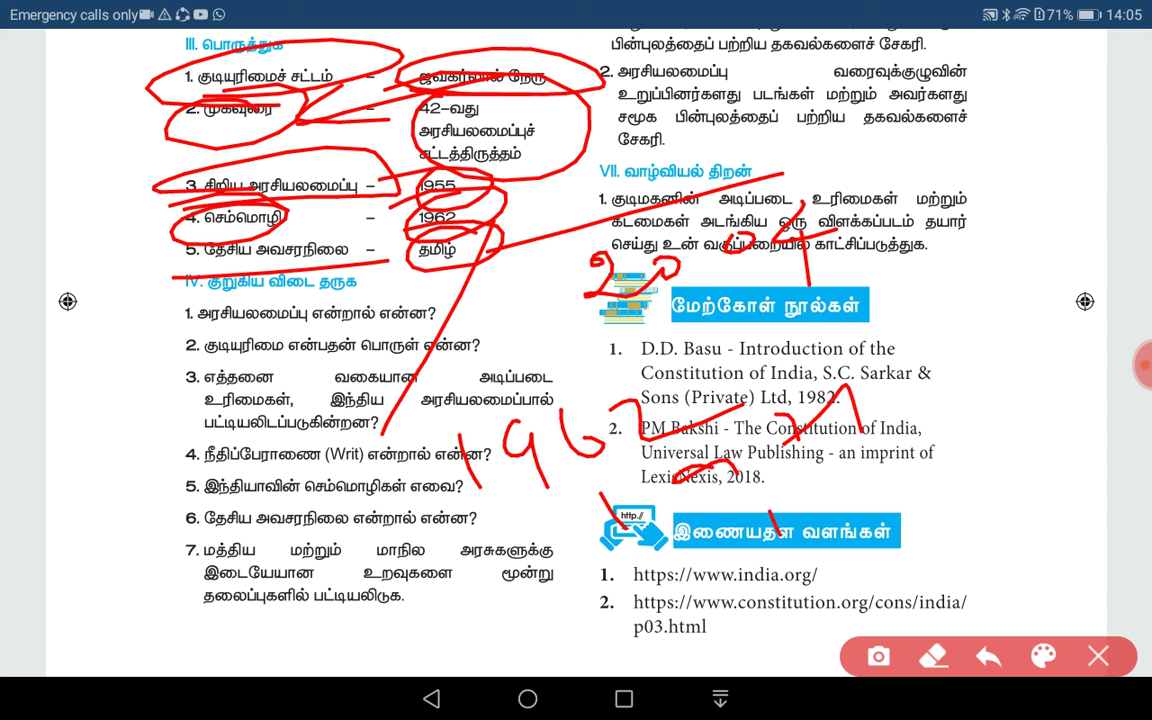 Emergency calls only
71% 14:05
III. பொருத்துக
1. குடியுரிமைச் சட்டம் – ஜவகர்லால் நேரு
2. முகவுரை – 42-வது
அரசியலமைப்புச்
சட்டத்திருத்தம்
3. சிறிய அரசியலமைப்பு – 1955
4. செம்மொழி – 1962
5. தேசிய அவசரநிலை – தமிழ்
IV. குறுகிய விடை தருக
1. அரசியலமைப்பு என்றால் என்ன?
2. குடியுரிமை என்பதன் பொருள் என்ன?
3. எத்தனை வகையான அடிப்படை
உரிமைகள், இந்திய அரசியலமைப்பால்
பட்டியலிடப்படுகின்றன?
4. நீதிப்பேராணை (Writ) என்றால் என்ன?
5. இந்தியாவின் செம்மொழிகள் எவை?
6. தேசிய அவசரநிலை என்றால் என்ன?
7. மத்திய மற்றும் மாநில அரசுகளுக்கு
இடையேயான உறவுகளை மூன்று
தலைப்புகளில் பட்டியலிடுக.
பின்புலத்தைப் பற்றிய தகவல்களைச் சேகரி.
2. அரசியலமைப்பு வரைவுக்குழுவின்
உறுப்பினர்களது படங்கள் மற்றும் அவர்களது
சமூக பின்புலத்தைப் பற்றிய தகவல்களைச்
சேகரி.
VII. வாழ்வியல் திறன்
1. குடிமகனின் அடிப்படை உரிமைகள் மற்றும்
கடமைகள் அடங்கிய ஒரு விளக்கப்படம் தயார்
செய்து உன் வகுப்பறையில் காட்சிப்படுத்துக.
2004
மேற்கோள் நூல்கள்
1. D.D. Basu - Introduction of the
Constitution of India, S.C. Sarkar &
Sons (Private) Ltd, 1982.
2. PM Bakshi - The Constitution of India,
Universal Law Publishing - an imprint of
LexisNexis, 2018.
1962
http://
இணையதள வளங்கள்
1. https://www.india.org/
2. https://www.constitution.org/cons/india/
p03.html